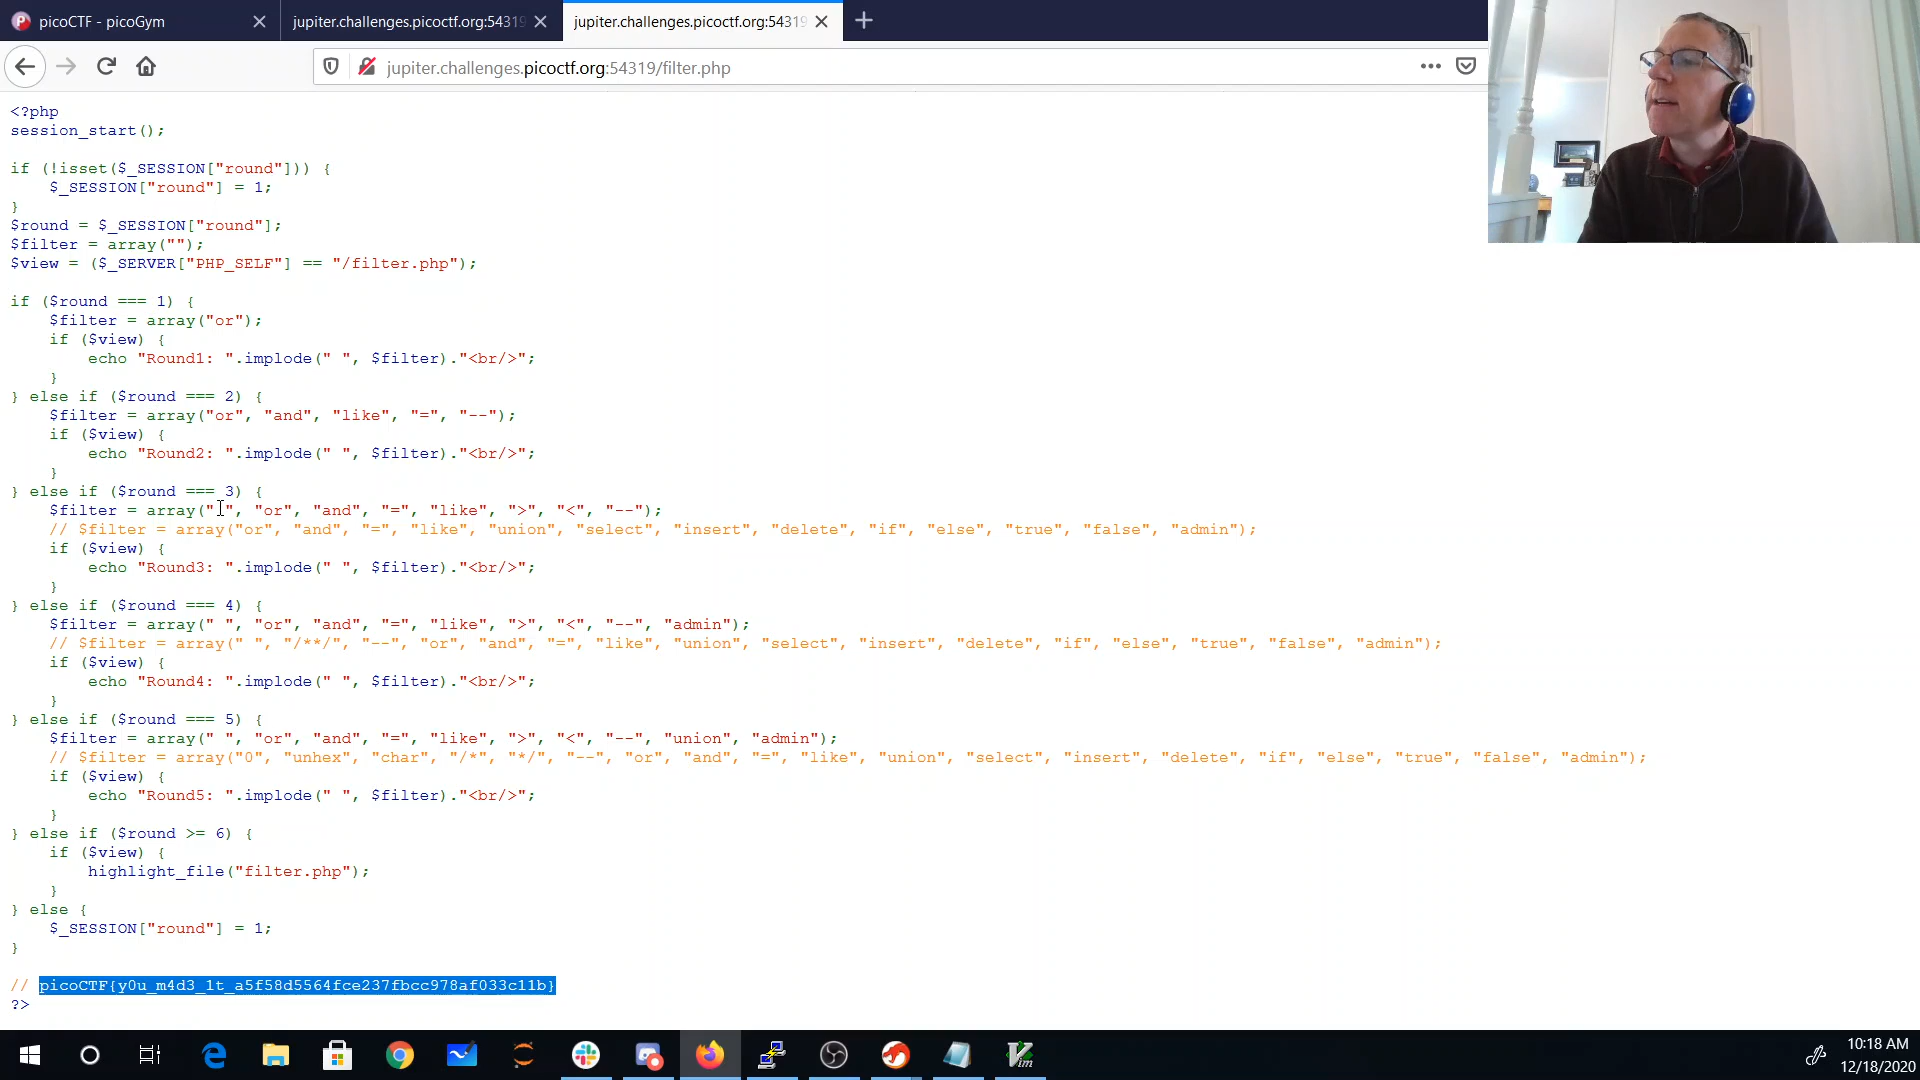 picoCTF - picoGym
jupiter.challenges.picoctf.org:54319
jupiter.challenges.picoctf.org:54319
jupiter.challenges.picoctf.org:54319/filter.php
<?php
session_start();
if (!isset($_SESSION["round"])) {
    $_SESSION["round"] = 1;
}
$round = $_SESSION["round"];
$filter = array("");
$view = ($_SERVER["PHP_SELF"] == "/filter.php");
if ($round === 1) {
    $filter = array("or");
    if ($view) {
        echo "Round1: ".implode(" ", $filter)."<br/>";
    }
} else if ($round === 2) {
    $filter = array("or", "and", "like", "=", "--");
    if ($view) {
        echo "Round2: ".implode(" ", $filter)."<br/>";
    }
} else if ($round === 3) {
    $filter = array(" ", "or", "and", "=", "like", ">", "<", "--");
    // $filter = array("or", "and", "=", "like", "union", "select", "insert", "delete", "if", "else", "true", "false", "admin");
    if ($view) {
        echo "Round3: ".implode(" ", $filter)."<br/>";
    }
} else if ($round === 4) {
    $filter = array(" ", "or", "and", "=", "like", ">", "<", "--", "admin");
    // $filter = array(" ", "/**/", "--", "or", "and", "=", "like", "union", "select", "insert", "delete", "if", "else", "true", "false", "admin");
    if ($view) {
        echo "Round4: ".implode(" ", $filter)."<br/>";
    }
} else if ($round === 5) {
    $filter = array(" ", "or", "and", "=", "like", ">", "<", "--", "union", "admin");
    // $filter = array("0", "unhex", "char", "/*", "*/", "--", "or", "and", "=", "like", "union", "select", "insert", "delete", "if", "else", "true", "false", "admin");
    if ($view) {
        echo "Round5: ".implode(" ", $filter)."<br/>";
    }
} else if ($round >= 6) {
    if ($view) {
        highlight_file("filter.php");
    }
} else {
    $_SESSION["round"] = 1;
}
// picoCTF{y0u_m4d3_1t_a5f58d5564fce237fbcc978af033c11b}
?>
10:18 AM
12/18/2020